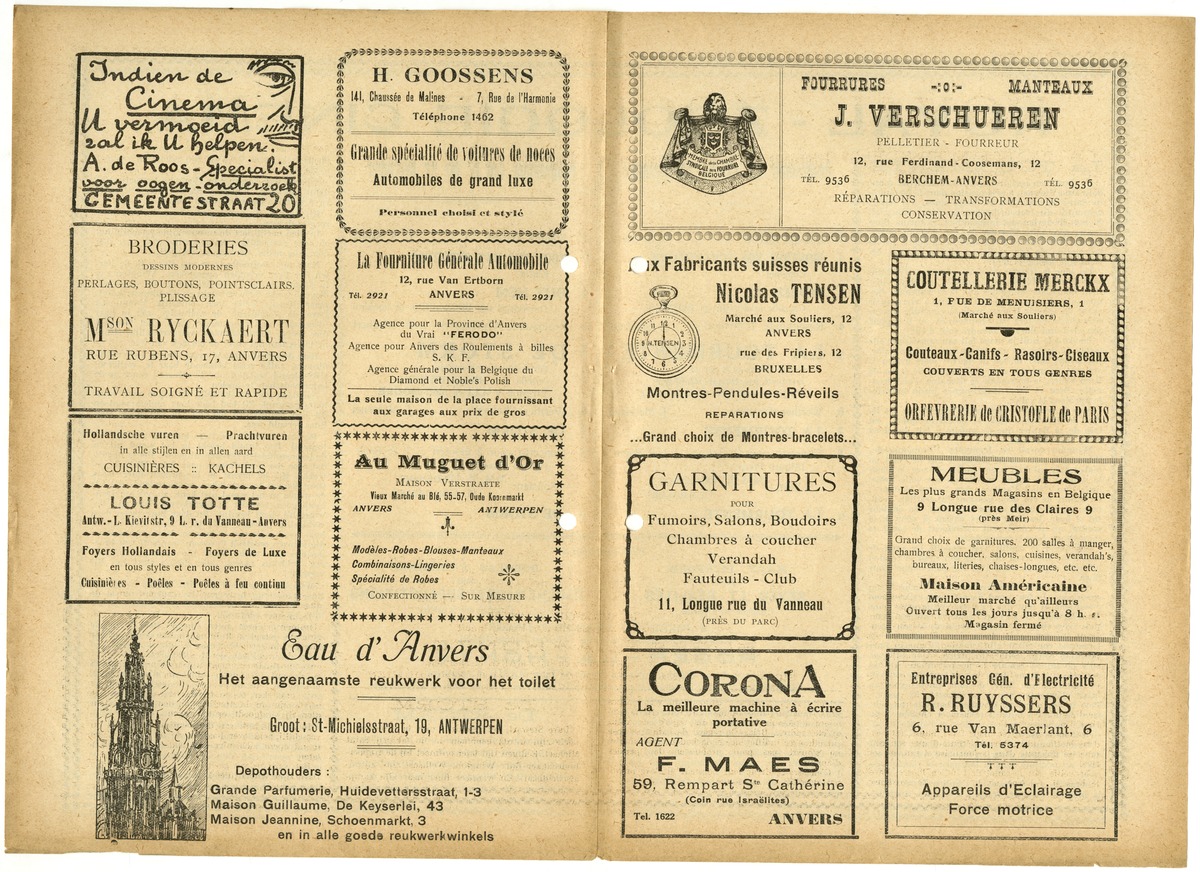 Indien de
Cinema
U vermoeid
zal ik U helpen.
A. de Roos - Specialist
voor oogen-onderzoek
GEMEENTESTRAAT 20
BRODERIES
DESSINS MODERNES
PERLAGES, BOUTONS, POINTSCLAIRS.
PLISSAGE
MSON RYCKAERT
RUE RUBENS, 17, ANVERS
TRAVAIL SOIGNÉ ET RAPIDE
Hollandsche vuren — Prachtvuren
in alle stijlen en in allen aard
CUISINIÈRES :: KACHELS
LOUIS TOTTE
Antw.-L. Kievitstr, 9 L. r. du Vanneau-Anvers
Foyers Hollandais - Foyers de Luxe
en tous styles et en tous genres
Cuisinières - Poêles - Poêles à feu continu
H. GOOSSENS
141, Chaussée de Malines - 7, Rue de l'Harmonie
Téléphone 1462
Grande spécialité de voitures de noces
Automobiles de grand luxe
Personnel choisi et stylé
La Fourniture Générale Automobile
12, rue Van Ertborn
Tél. 2921 ANVERS Tél. 2921
Agence pour la Province d'Anvers
du Vrai "FERODO"
Agence pour Anvers des Roulements à billes
S. K. F.
Agence générale pour la Belgique du
Diamond et Noble's Polish
La seule maison de la place fournissant
aux garages aux prix de gros
Au Muguet d'Or
MAISON VERSTRAETE
Vieux Marché au Blé, 55-57, Oude Koornmarkt
ANVERS ANTWERPEN
Modèles-Robes-Blouses-Manteaux
Combinaisons-Lingeries
Spécialité de Robes
CONFECTIONNÉ — SUR MESURE
Eau d'Anvers
Het aangenaamste reukwerk voor het toilet
Groot: St-Michielsstraat, 19, ANTWERPEN
Depothouders :
Grande Parfumerie, Huidevettersstraat, 1-3
Maison Guillaume, De Keyserlei, 43
Maison Jeannine, Schoenmarkt, 3
en in alle goede reukwerkwinkels
MEMBRE DE LA CHAMBRE
SYNDICALE DES FOURREURS
BELGIQUE
FOURRURES -:o:- MANTEAUX
J. VERSCHUEREN
PELLETIER - FOURREUR
12, rue Ferdinand-Coosemans, 12
TÉL. 9536 BERCHEM-ANVERS TÉL. 9536
RÉPARATIONS — TRANSFORMATIONS
CONSERVATION
ux Fabricants suisses réunis
Nicolas TENSEN
Marché aux Souliers, 12
ANVERS
rue des Fripiers, 12
BRUXELLES
N.TENSEN
Montres-Pendules-Réveils
REPARATIONS
...Grand choix de Montres-bracelets...
COUTELLERIE MERCKX
1, FUE DE MENUISIERS, 1
(Marché aux Souliers)
Couteaux-Canifs - Rasoirs-Ciseaux
COUVERTS EN TOUS GENRES
ORFEVRERIE de CRISTOFLE de PARIS
GARNITURES
POUR
Fumoirs, Salons, Boudoirs
Chambres à coucher
Verandah
Fauteuils - Club
11, Longue rue du Vanneau
(PRÈS DU PARC)
MEUBLES
Les plus grands Magasins en Belgique
9 Longue rue des Claires 9
(près Meir)
Grand choix de garnitures. 200 salles à manger,
chambres à coucher, salons, cuisines, verandah's,
bureaux, literies, chaises-longues, etc. etc.
Maison Américaine
Meilleur marché qu'ailleurs
Ouvert tous les jours jusqu'à 8 h. s.
Magasin fermé
CORONA
La meilleure machine à écrire
portative
AGENT
F. MAES
59, Rempart Ste Cathérine
(Coin rue Israëlites)
Tel. 1622 ANVERS
Entreprises Gén. d'Electricité
R. RUYSSERS
6, rue Van Maerlant, 6
Tél. 5374
Appareils d'Eclairage
Force motrice